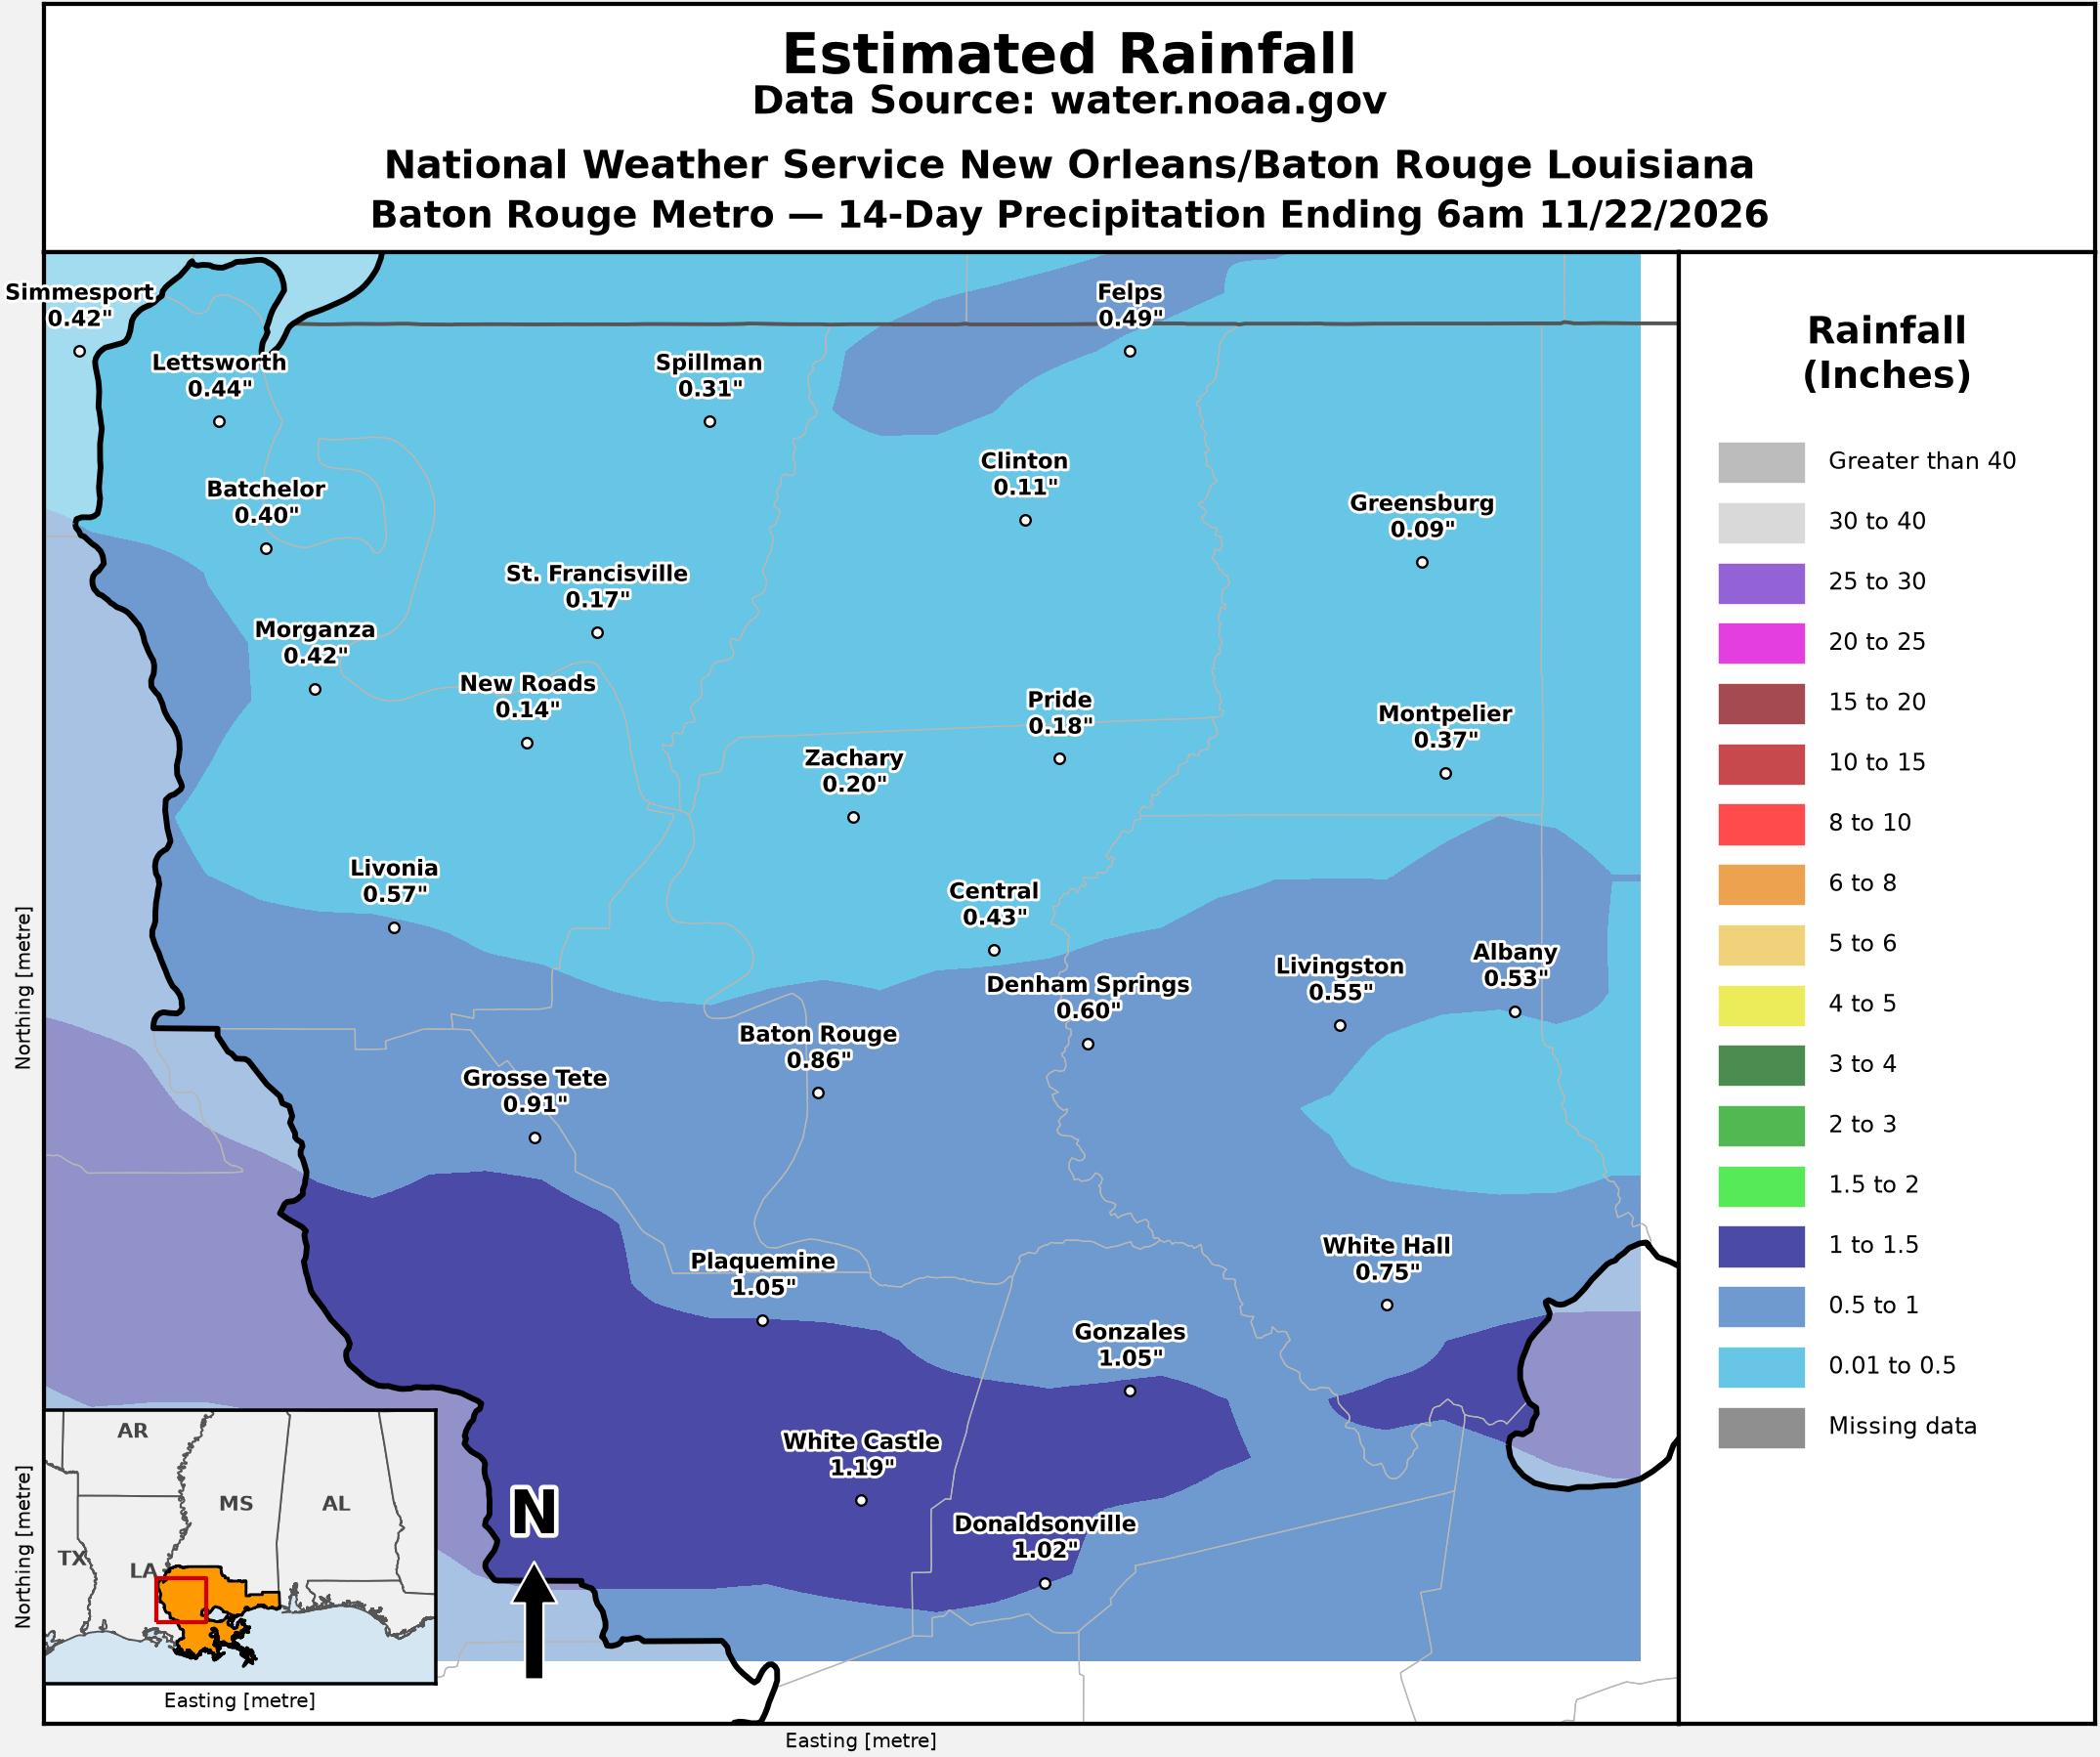 Estimated Rainfall
Data Source: water.noaa.gov
National Weather Service New Orleans/Baton Rouge Louisiana
Baton Rouge Metro — 14-Day Precipitation Ending 6am 11/22/2026
Simmesport
0.42"
Felps
0.49"
Lettsworth
0.44"
Spillman
0.31"
Clinton
0.11"
Batchelor
0.40"
Greensburg
0.09"
St. Francisville
0.17"
Morganza
0.42"
New Roads
0.14"
Pride
0.18"
Montpelier
0.37"
Zachary
0.20"
Livonia
0.57"
Central
0.43"
Albany
0.53"
Livingston
0.55"
Denham Springs
0.60"
Baton Rouge
0.86"
Grosse Tete
0.91"
White Hall
0.75"
Plaquemine
1.05"
Gonzales
1.05"
White Castle
1.19"
Donaldsonville
1.02"
N
AR
MS
AL
TX
LA
Easting [metre]
Northing [metre]
Northing [metre]
Easting [metre]
Rainfall
(Inches)
Greater than 40
30 to 40
25 to 30
20 to 25
15 to 20
10 to 15
8 to 10
6 to 8
5 to 6
4 to 5
3 to 4
2 to 3
1.5 to 2
1 to 1.5
0.5 to 1
0.01 to 0.5
Missing data